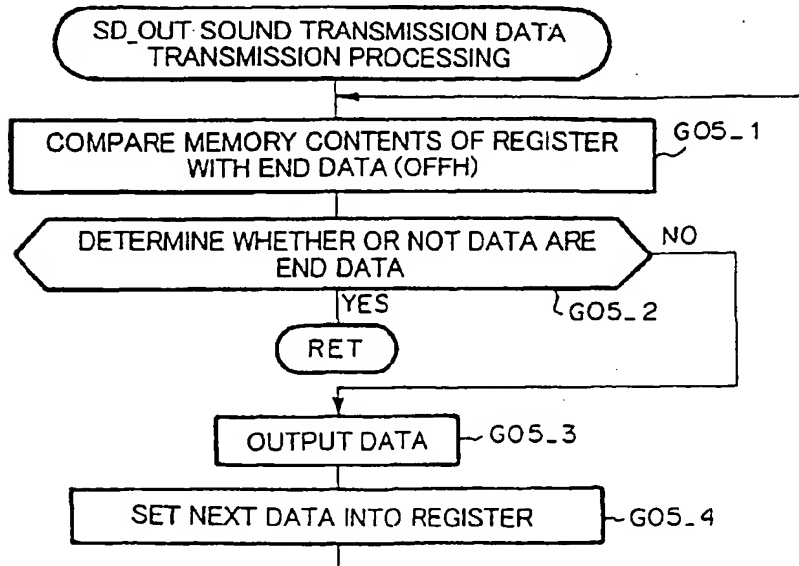 SD_OUT SOUND TRANSMISSION DATA
TRANSMISSION PROCESSING
COMPARE MEMORY CONTENTS OF REGISTER
WITH END DATA (OFFH)
G05_1
DETERMINE WHETHER OR NOT DATA ARE
END DATA
NO
YES
G05_2
RET
OUTPUT DATA
G05_3
SET NEXT DATA INTO REGISTER
G05_4